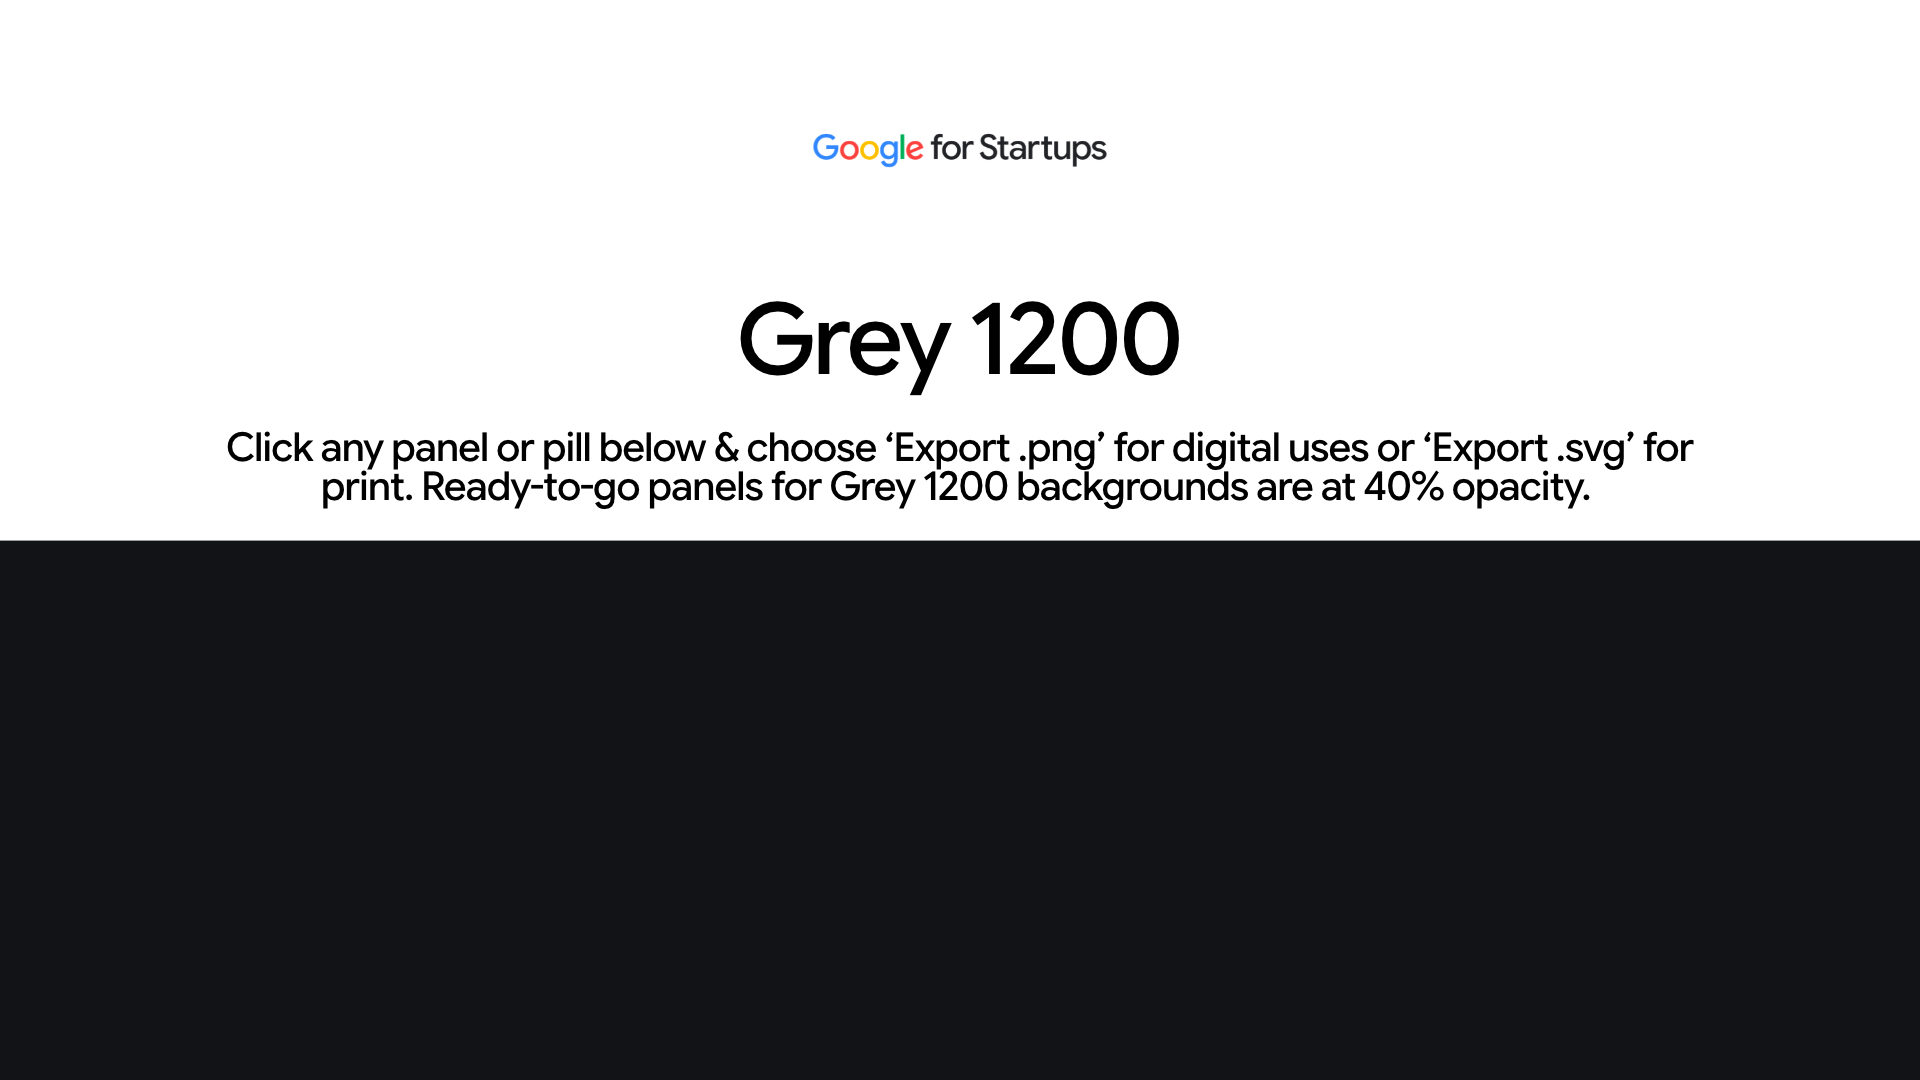 Google for Startups
Grey 1200
Click any panel or pill below & choose ‘Export .png’ for digital uses or ‘Export .svg’ for
print. Ready-to-go panels for Grey 1200 backgrounds are at 40% opacity.